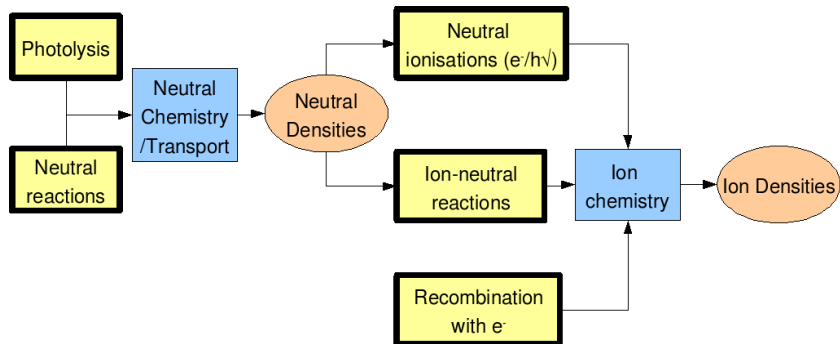 Photolysis
Neutral
reactions
Neutral
Chemistry
/Transport
Neutral
Densities
Neutral
ionisations (e⁻/h√)
Ion-neutral
reactions
Recombination
with e⁻
Ion
chemistry
Ion Densities